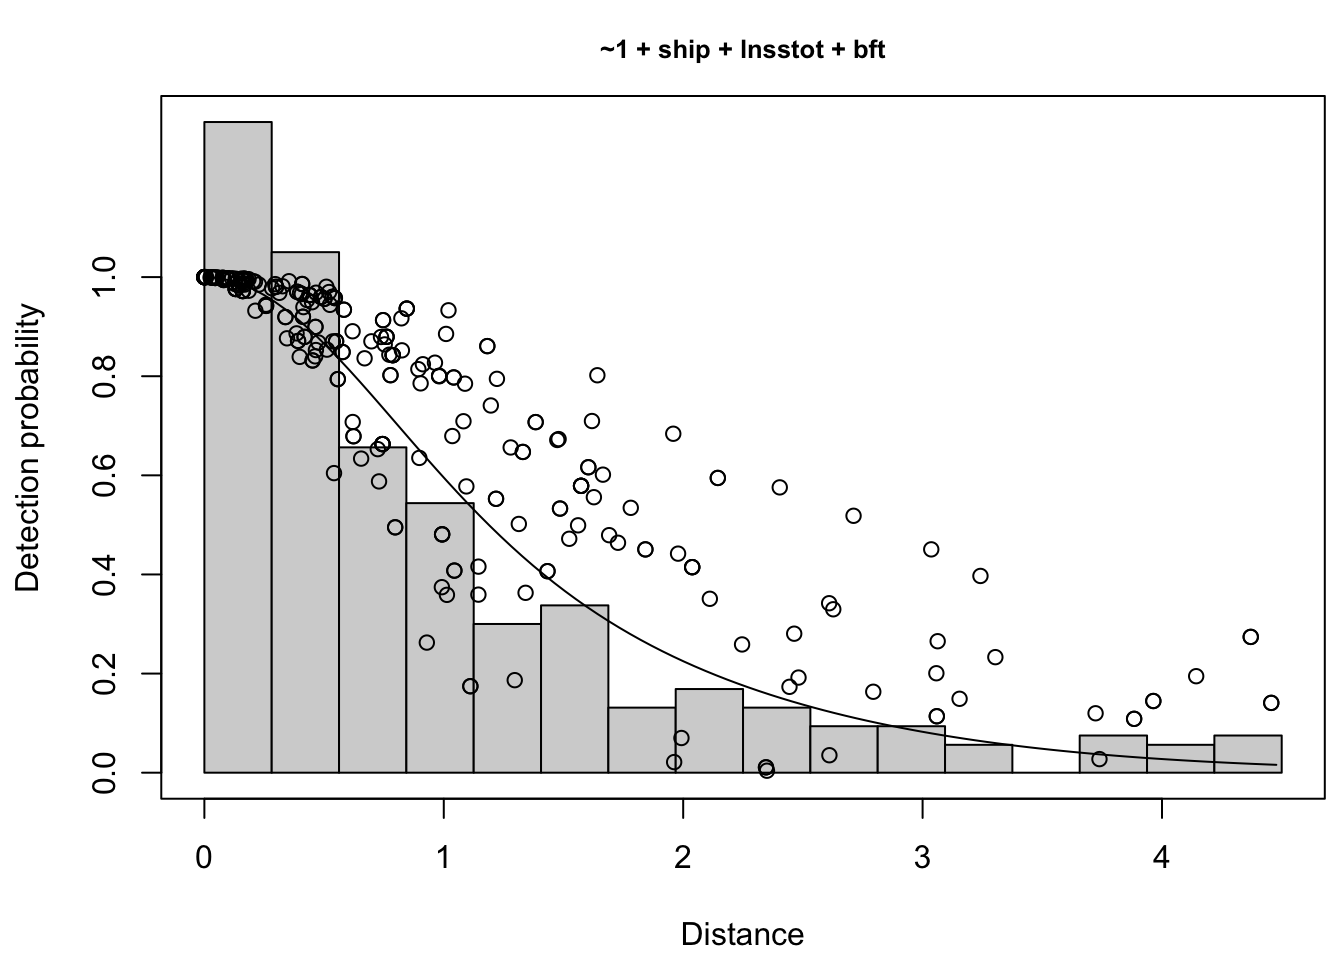 ~1 + ship + lnsstot + bft
Detection probability
1.0
0.8
0.6
0.4
0.2
0.0
0 1 2 3 4
Distance